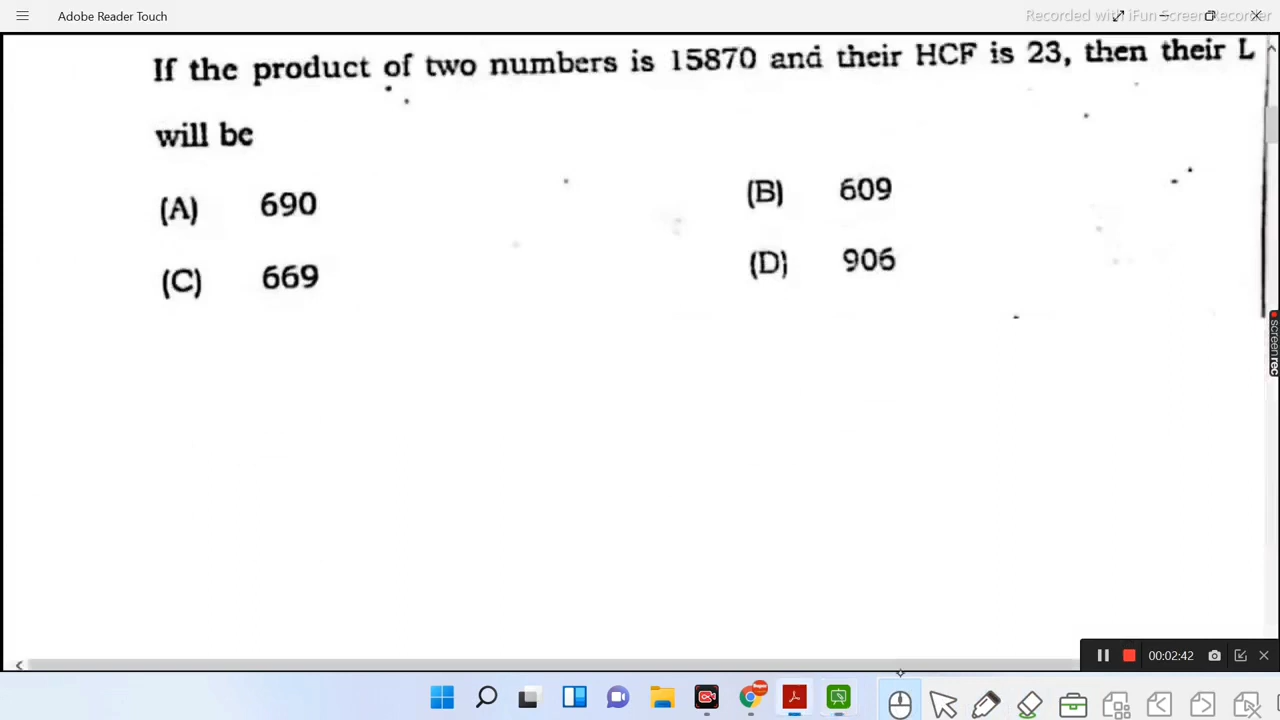 Adobe Reader Touch
Recorded with iFun Screen Recorder
If the product of two numbers is 15870 and their HCF is 23, then their L
will be
(A) 690
(B) 609
(C) 669
(D) 906
screenrec
00:02:42